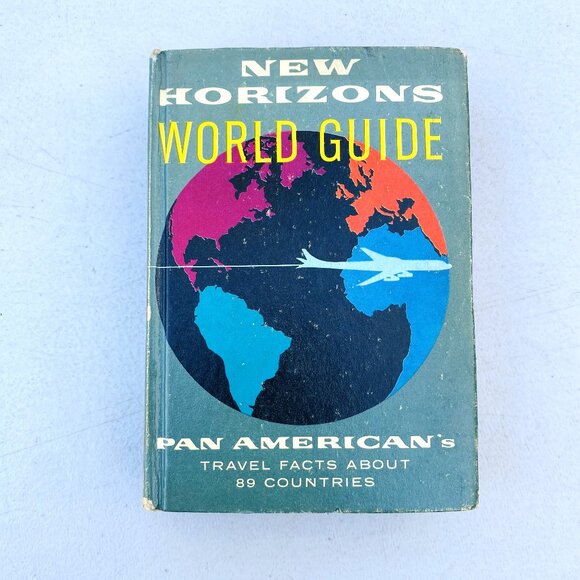 NEW
HORIZONS
WORLD GUIDE
PAN AMERICAN's
TRAVEL FACTS ABOUT
89 COUNTRIES